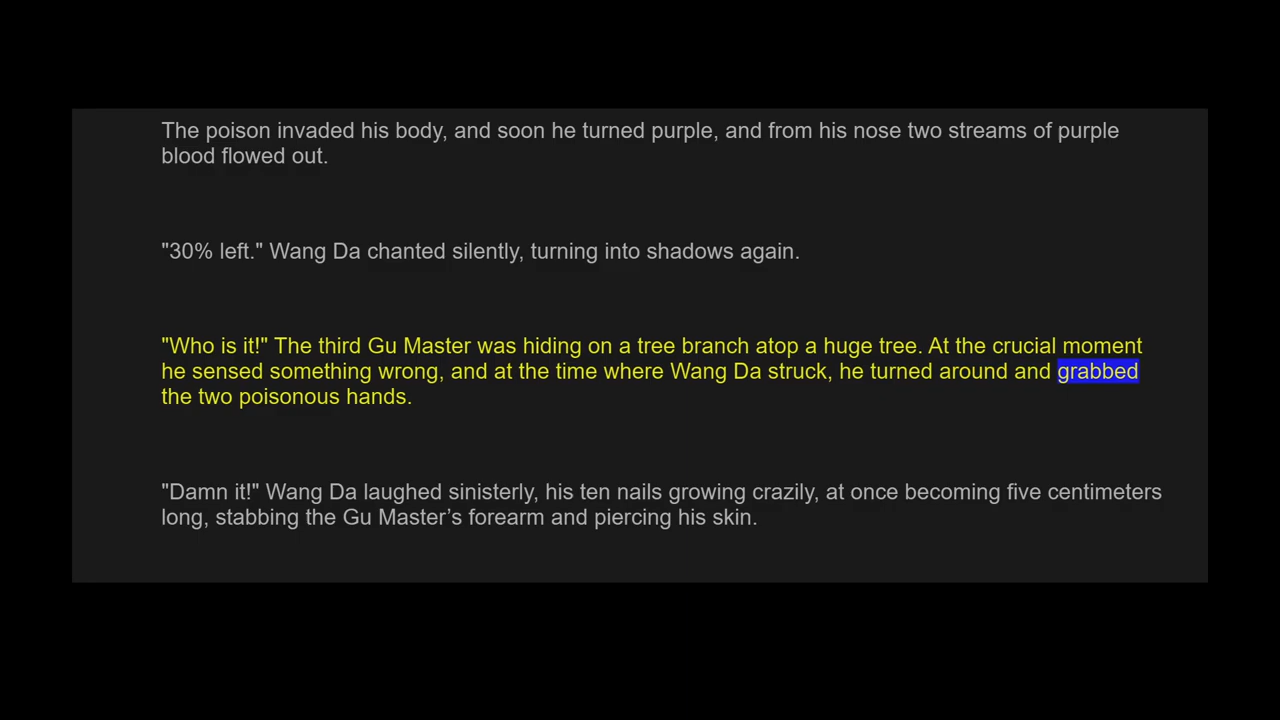 The poison invaded his body, and soon he turned purple, and from his nose two streams of purple
blood flowed out.
"30% left." Wang Da chanted silently, turning into shadows again.
"Who is it!" The third Gu Master was hiding on a tree branch atop a huge tree. At the crucial moment
he sensed something wrong, and at the time where Wang Da struck, he turned around and grabbed
the two poisonous hands.
"Damn it!" Wang Da laughed sinisterly, his ten nails growing crazily, at once becoming five centimeters
long, stabbing the Gu Master’s forearm and piercing his skin.